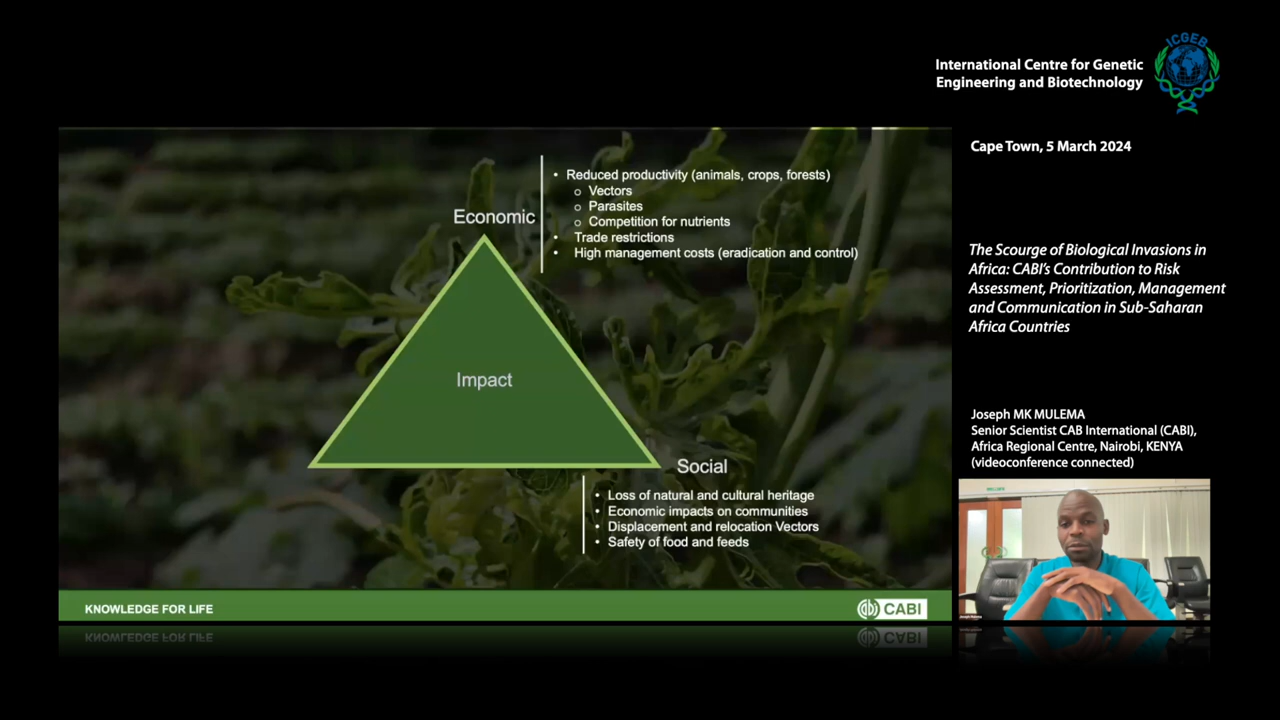 ICGEB
International Centre for Genetic
Engineering and Biotechnology
Cape Town, 5 March 2024
The Scourge of Biological Invasions in
Africa: CABI's Contribution to Risk
Assessment, Prioritization, Management
and Communication in Sub-Saharan
Africa Countries
Joseph MK MULEMA
Senior Scientist CAB International (CABI),
Africa Regional Centre, Nairobi, KENYA
(videoconference connected)
Economic
• Reduced productivity (animals, crops, forests)
o Vectors
o Parasites
o Competition for nutrients
• Trade restrictions
• High management costs (eradication and control)
Impact
Social
• Loss of natural and cultural heritage
• Economic impacts on communities
• Displacement and relocation Vectors
• Safety of food and feeds
KNOWLEDGE FOR LIFE
CABI